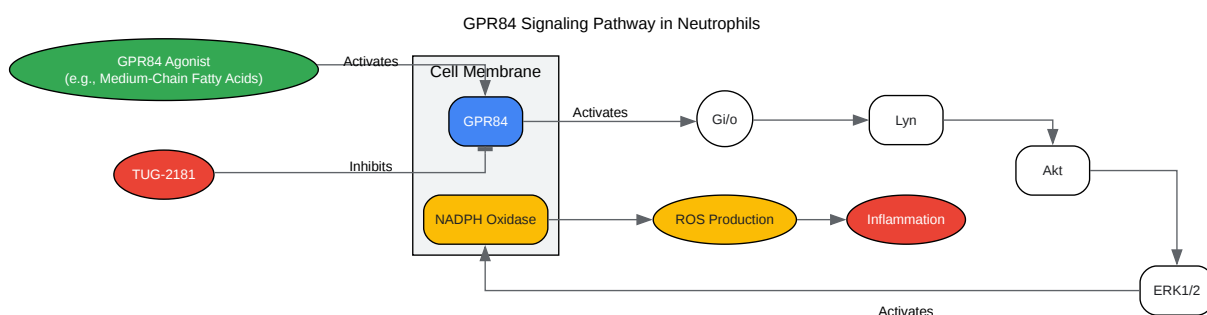 GPR84 Signaling Pathway in Neutrophils
GPR84 Agonist
(e.g., Medium-Chain Fatty Acids)
Activates
Cell Membrane
GPR84
Activates
Gi/o
Lyn
Akt
TUG-2181
Inhibits
NADPH Oxidase
ROS Production
Inflammation
ERK1/2
Activates